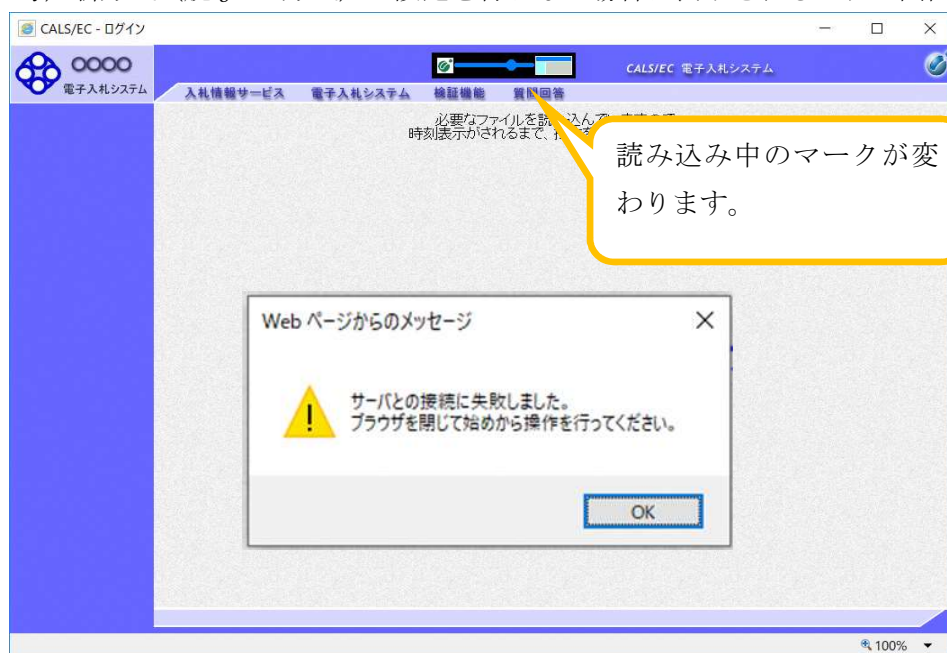 CALS/EC - ログイン
OOOO
電子入札システム
CALS/EC 電子入札システム
入札情報サービス 電子入札システム 検証機能 質問回答
必要なファイルを読み込んで
時刻表示がされるまで、
読み込み中のマークが変
わります。
Web ページからのメッセージ
サーバとの接続に失敗しました。
ブラウザを閉じて始めから操作を行ってください。
OK
100%